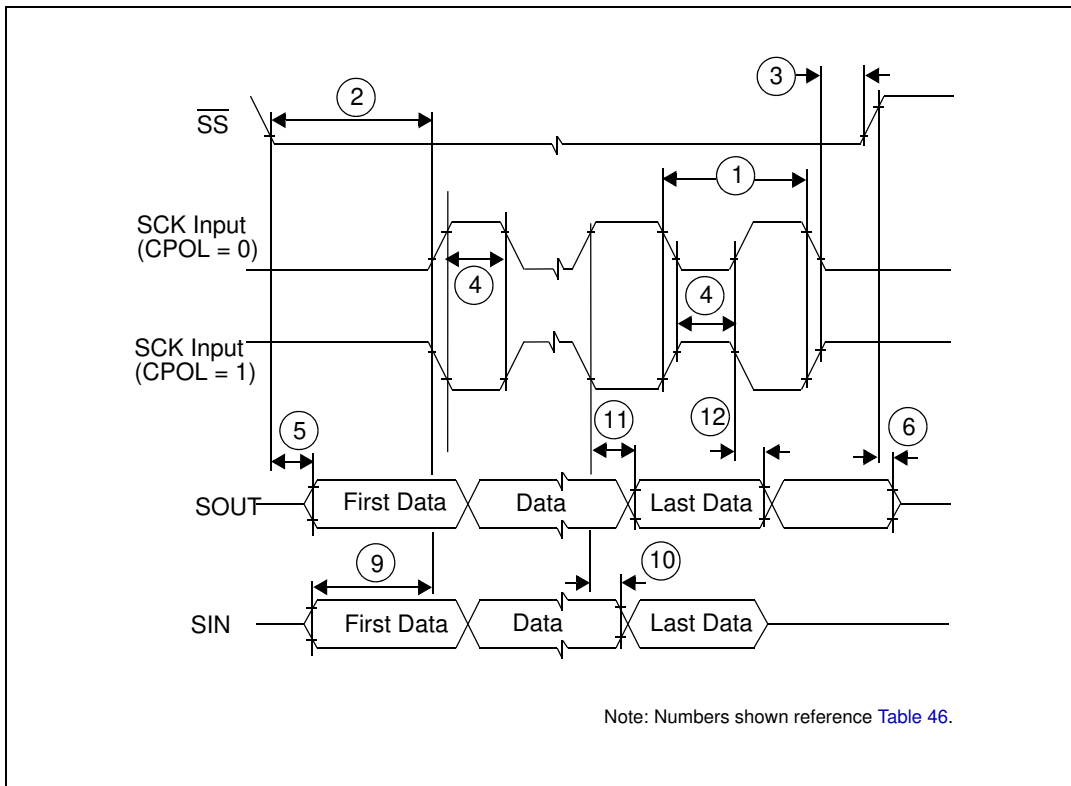 3
2
SS
1
SCK Input
(CPOL = 0)
4
4
SCK Input
(CPOL = 1)
5
11
12
6
SOUT
First Data
Data
Last Data
9
10
SIN
First Data
Data
Last Data
Note: Numbers shown reference Table 46.